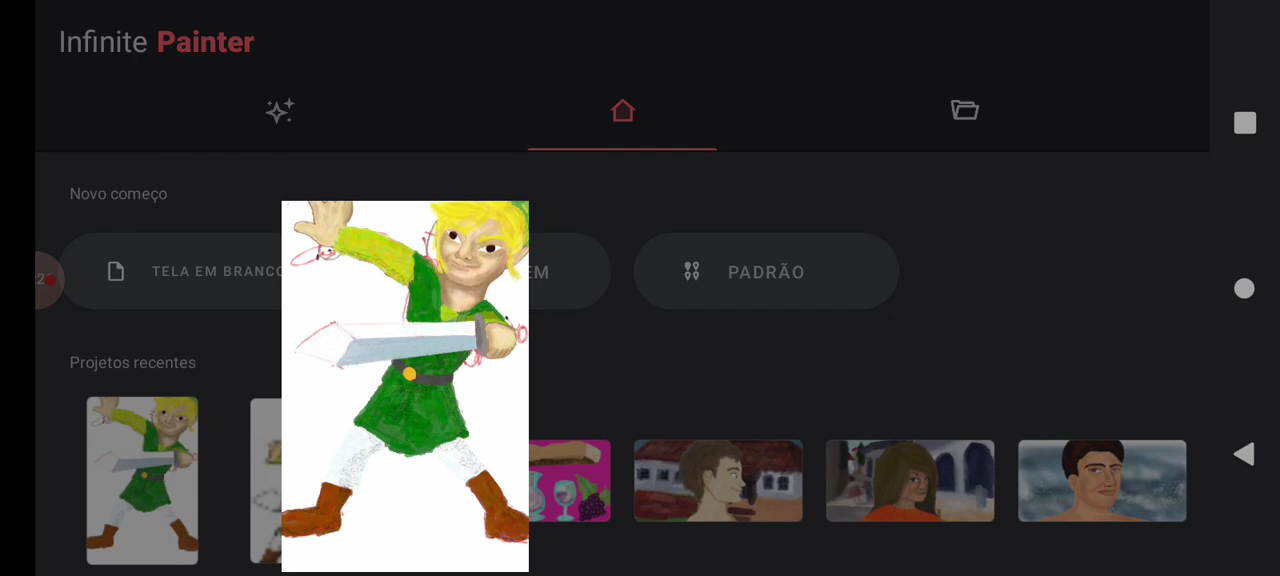 Infinite Painter
Novo começo
TELA EM BRANCO
EM
PADRÃO
Projetos recentes